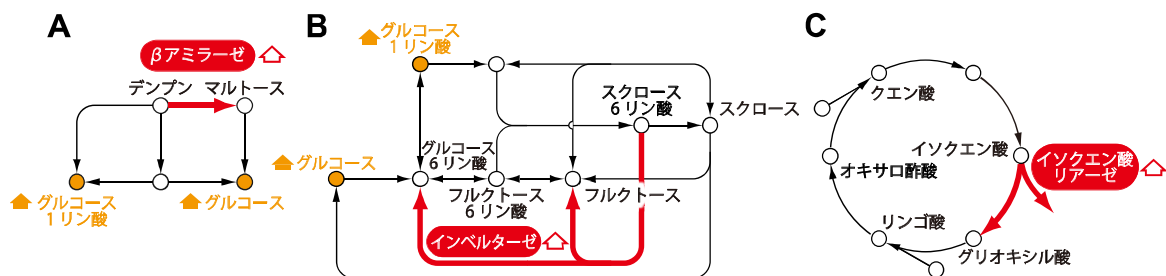 A
βアミラーゼ
デンプン マルトース
グルコース
1リン酸
グルコース
B
グルコース
1リン酸
スクロース
6リン酸
スクロース
グルコース
6リン酸
グルコース
フルクトース
6リン酸
フルクトース
インベルターゼ
C
クエン酸
イソクエン酸
イソクエン酸
リアーゼ
オキサロ酢酸
リンゴ酸
グリオキシル酸